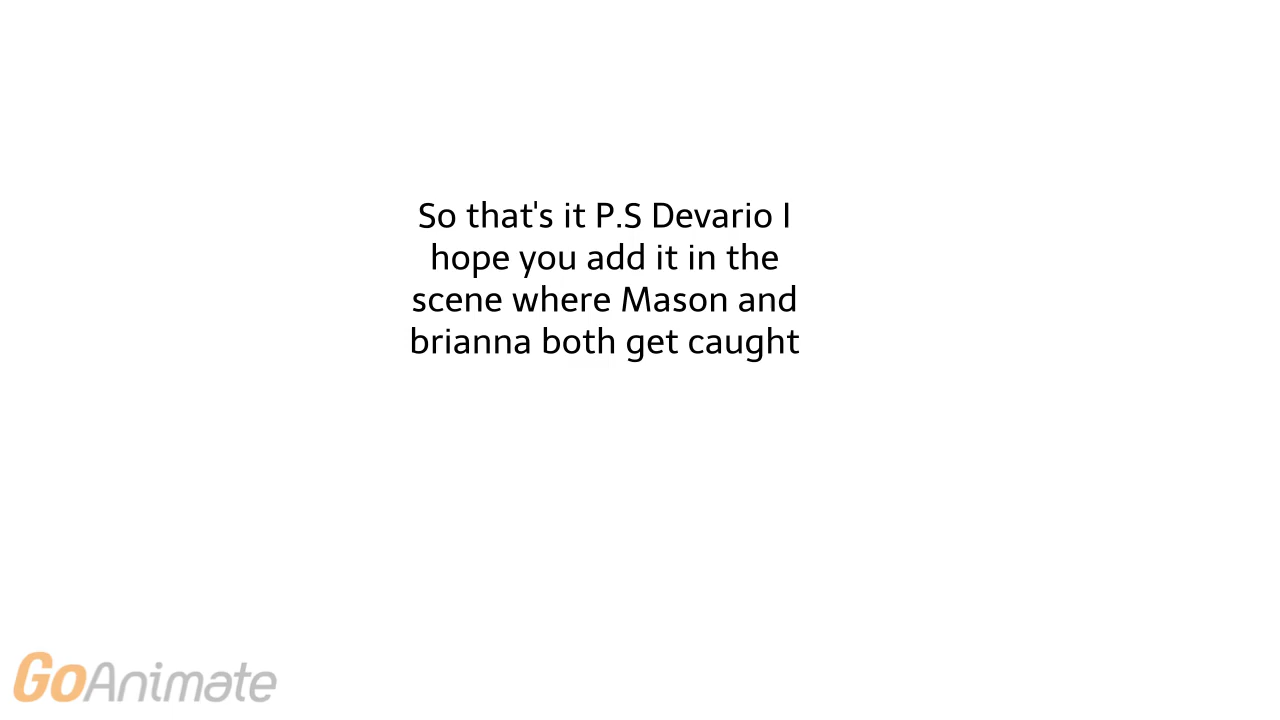 So that's it P.S Devario I
hope you add it in the
scene where Mason and
brianna both get caught
GoAnimate